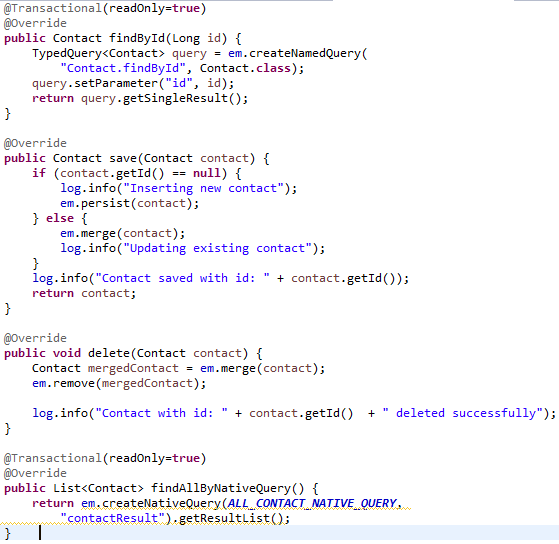 @Transactional(readOnly=true)
@Override
public Contact findById(Long id) {
    TypedQuery<Contact> query = em.createNamedQuery(
        "Contact.findById", Contact.class);
    query.setParameter("id", id);
    return query.getSingleResult();
}

@Override
public Contact save(Contact contact) {
    if (contact.getId() == null) {
        log.info("Inserting new contact");
        em.persist(contact);
    } else {
        em.merge(contact);
        log.info("Updating existing contact");
    }
    log.info("Contact saved with id: " + contact.getId());
    return contact;
}

@Override
public void delete(Contact contact) {
    Contact mergedContact = em.merge(contact);
    em.remove(mergedContact);

    log.info("Contact with id: " + contact.getId()  + " deleted successfully");
}

@Transactional(readOnly=true)
@Override
public List<Contact> findAllByNativeQuery() {
    return em.createNativeQuery(ALL_CONTACT_NATIVE_QUERY,
        "contactResult").getResultList();
}